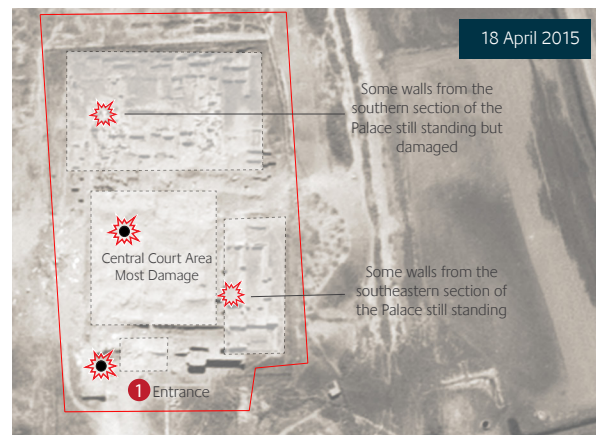 18 April 2015
Some walls from the
southern section of the
Palace still standing but
damaged
Central Court Area
Most Damage
Some walls from the
southeastern section of
the Palace still standing
1 Entrance